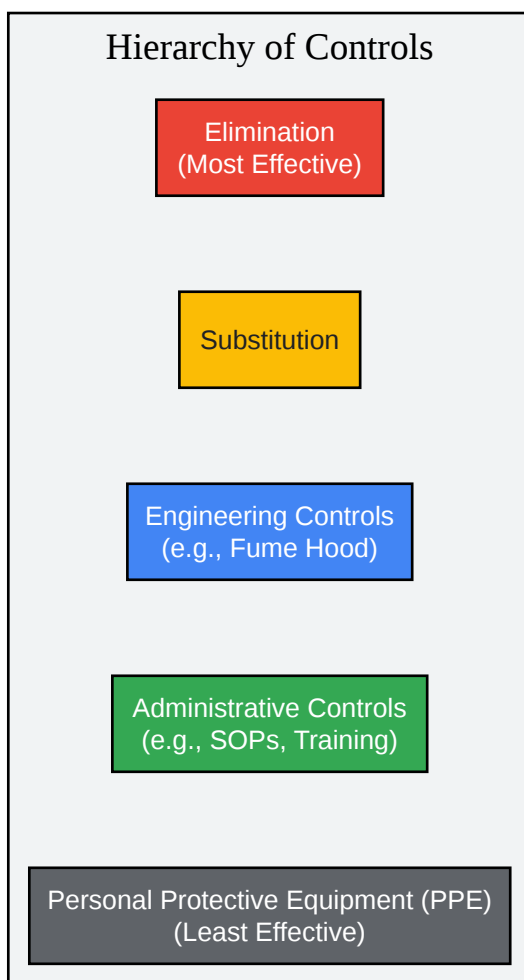 Hierarchy of Controls
Elimination
(Most Effective)
Substitution
Engineering Controls
(e.g., Fume Hood)
Administrative Controls
(e.g., SOPs, Training)
Personal Protective Equipment (PPE)
(Least Effective)